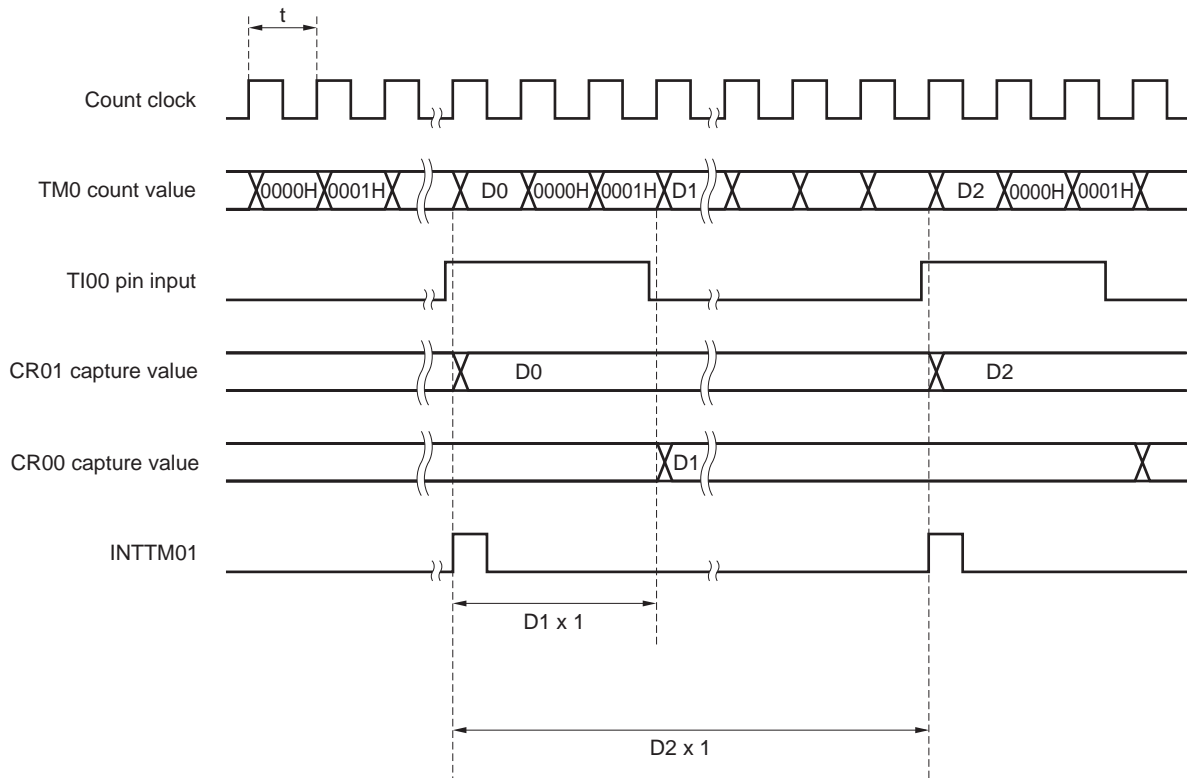 t
Count clock
TM0 count value
0000H 0001H D0 0000H 0001H D1 D2 0000H 0001H
TI00 pin input
CR01 capture value
D0 D2
CR00 capture value
D1
INTTM01
D1 x 1
D2 x 1